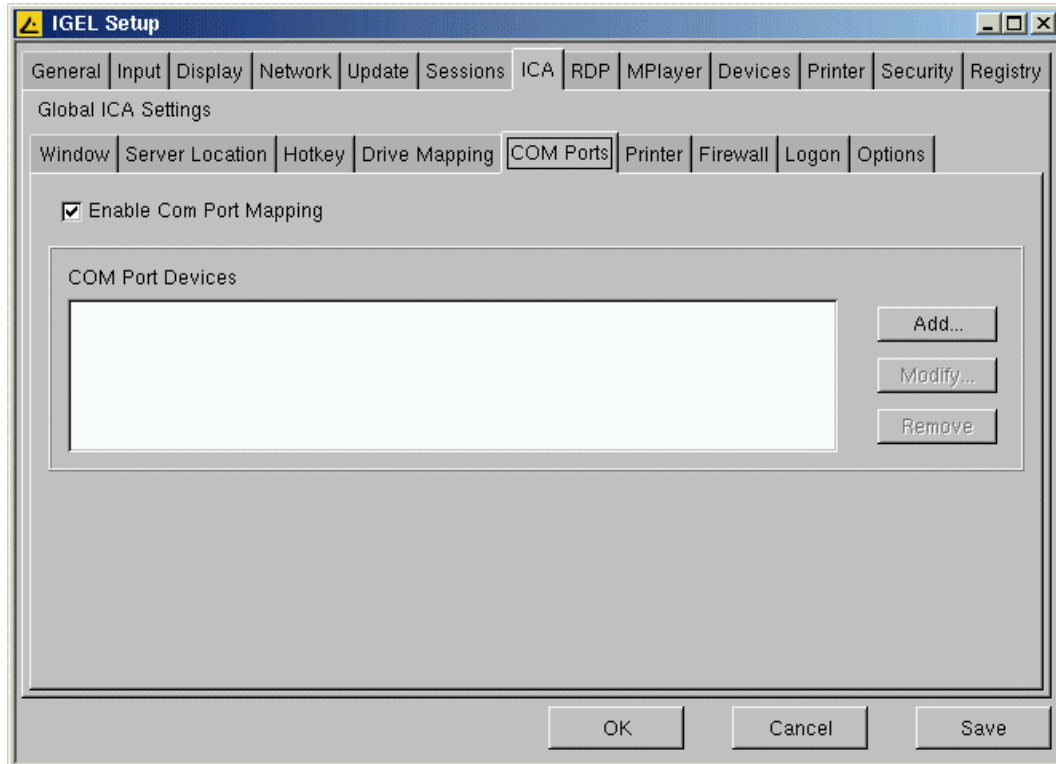 IGEL Setup
General Input Display Network Update Sessions ICA RDP MPlayer Devices Printer Security Registry
Global ICA Settings
Window Server Location Hotkey Drive Mapping COM Ports Printer Firewall Logon Options
Enable Com Port Mapping
COM Port Devices
Add...
Modify...
Remove
OK Cancel Save